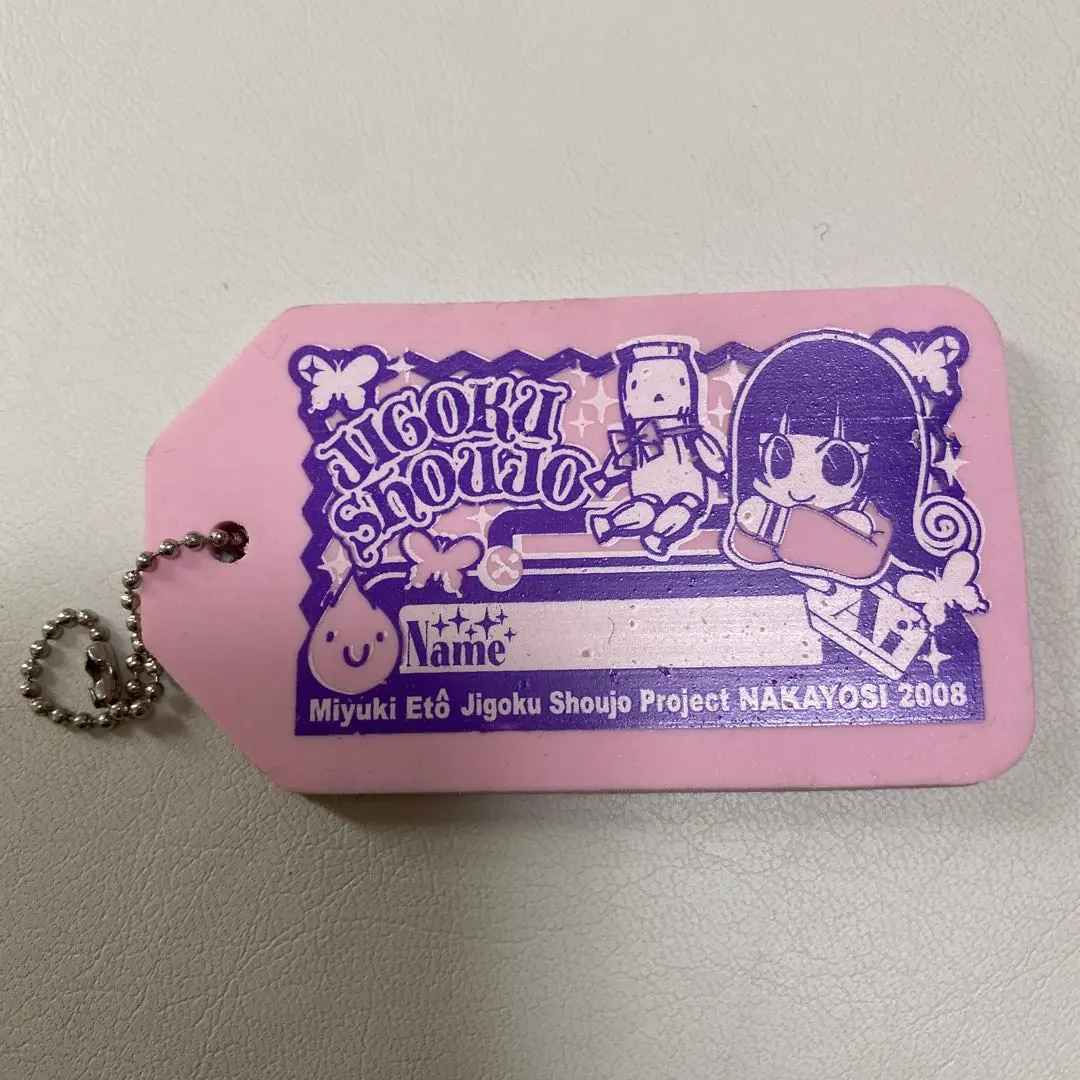 JIGOKU
SHOUJO
Name
Miyuki Etô Jigoku Shoujo Project NAKAYOSI 2008